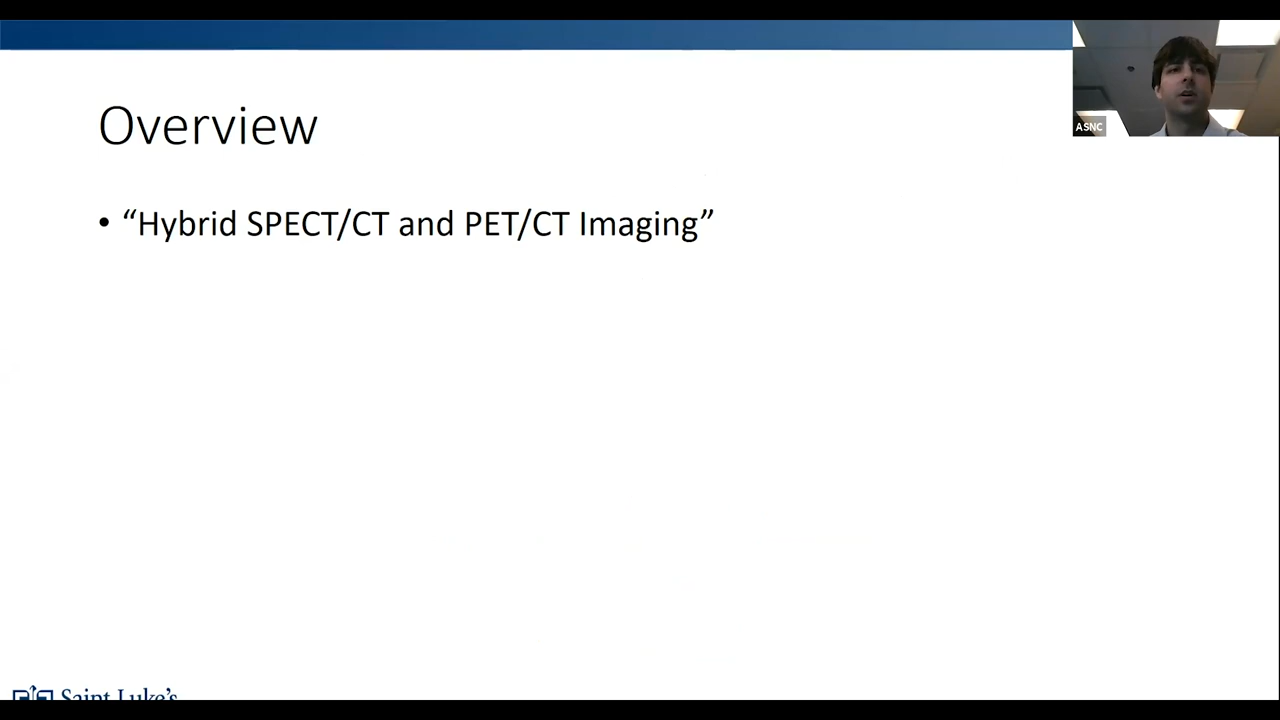 ASNC
Overview
• “Hybrid SPECT/CT and PET/CT Imaging”
Saint Luke's